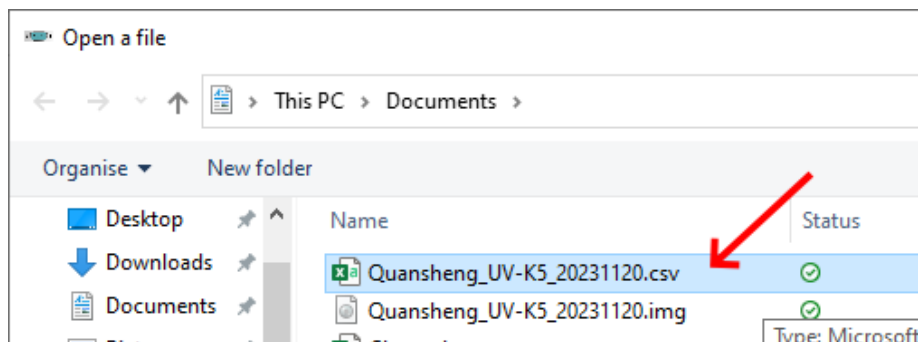 Open a file
This PC > Documents >
Organise New folder
Desktop
Downloads
Documents
Name Status
Quansheng_UV-K5_20231120.csv
Quansheng_UV-K5_20231120.img
Type: Microsoft